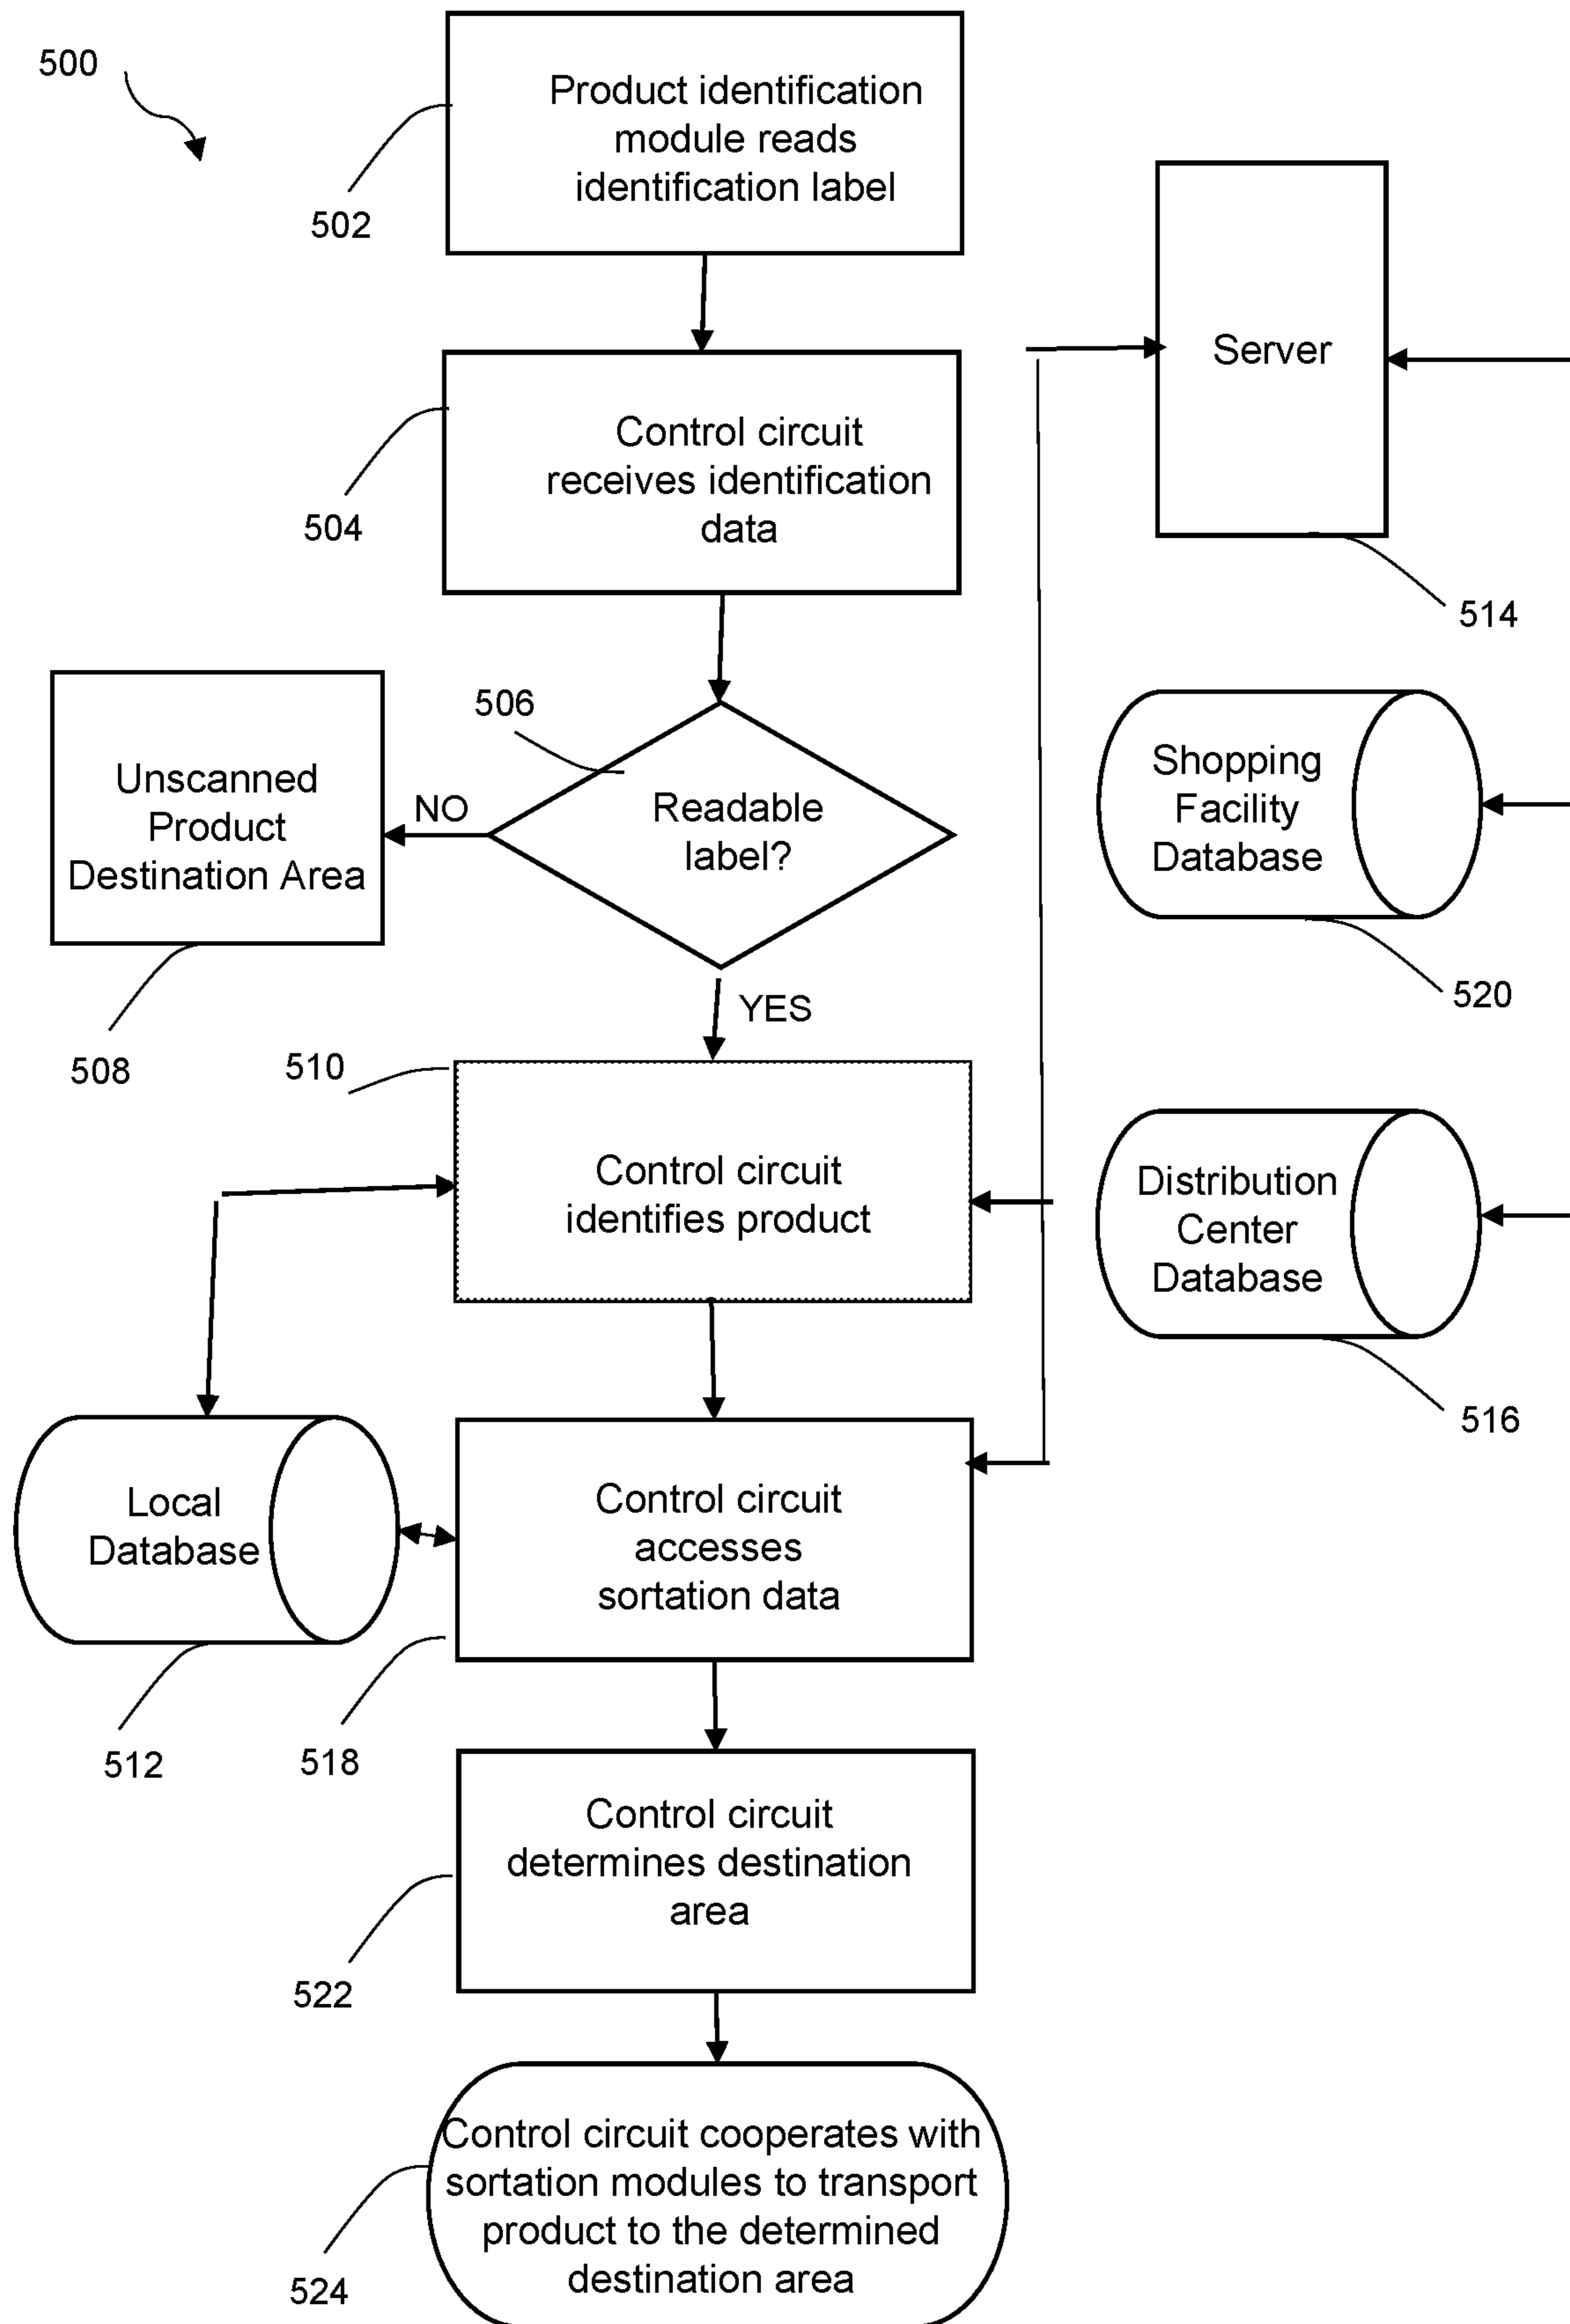 500
Product identification
module reads
identification label
502
Control circuit
receives identification
data
504
Server
514
506
Readable
label?
NO
Unscanned
Product
Destination Area
508
YES
Shopping
Facility
Database
520
510
Control circuit
identifies product
Distribution
Center
Database
516
Local
Database
512
Control circuit
accesses
sortation data
518
Control circuit
determines destination
area
522
Control circuit cooperates with
sortation modules to transport
product to the determined
destination area
524